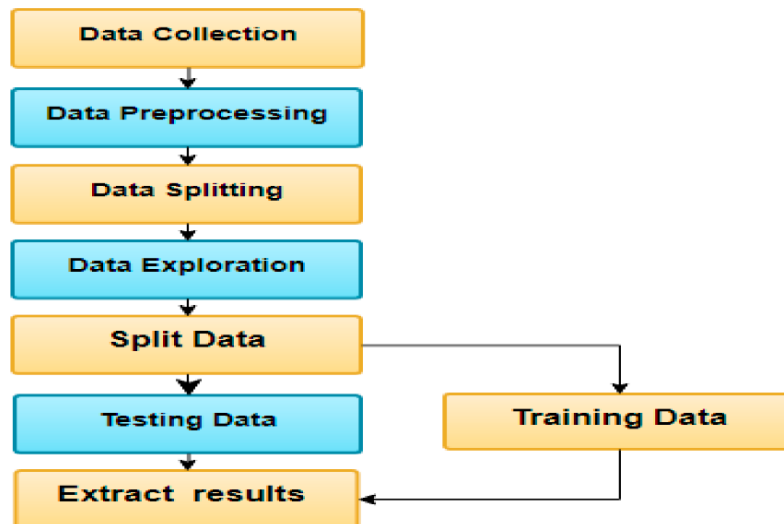 Data Collection
Data Preprocessing
Data Splitting
Data Exploration
Split Data
Testing Data
Training Data
Extract results